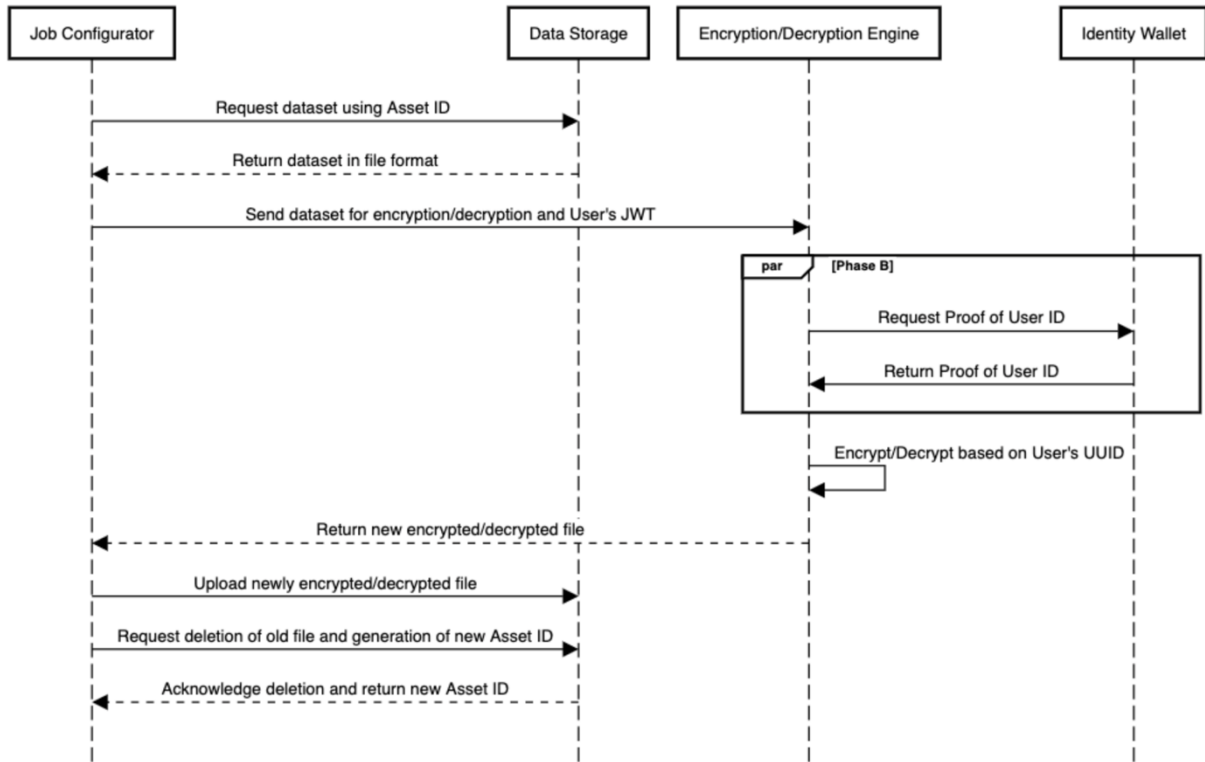 Job Configurator
Data Storage
Encryption/Decryption Engine
Identity Wallet
Request dataset using Asset ID
Return dataset in file format
Send dataset for encryption/decryption and User's JWT
par
[Phase B]
Request Proof of User ID
Return Proof of User ID
Encrypt/Decrypt based on User's UUID
Return new encrypted/decrypted file
Upload newly encrypted/decrypted file
Request deletion of old file and generation of new Asset ID
Acknowledge deletion and return new Asset ID